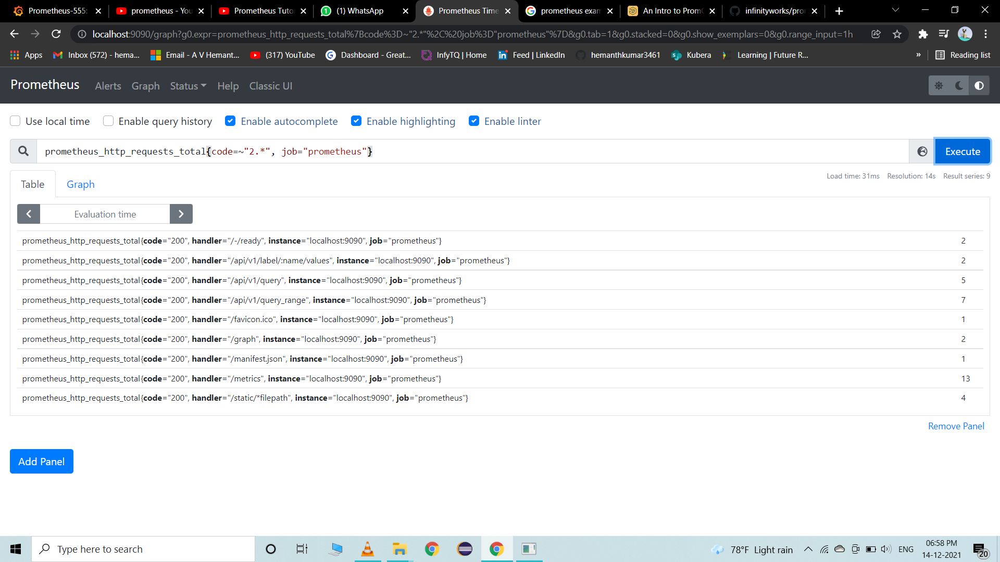 Prometheus-555: prometheus - You Prometheus Tuto (1) WhatsApp Prometheus Time prometheus exam An Intro to Prom infinityworks/pro
localhost:9090/graph?g0.expr=prometheus_http_requests_total%7Bcode%3D~"2.*"%2C%20job%3D"prometheus"%7D&g0.tab=1&g0.stacked=0&g0.show_exemplars=0&g0.range_input=1h
Apps Inbox (572) - hema... Email - A V Hemant... (317) YouTube Dashboard - Great... InfyTQ | Home Feed | LinkedIn hemanthkumar3461 Kubera Learning | Future R... » Reading list
Prometheus Alerts Graph Status Help Classic UI
Use local time Enable query history Enable autocomplete Enable highlighting Enable linter
prometheus_http_requests_total{code=~"2.*", job="prometheus"} Execute
Load time: 31ms Resolution: 14s Result series: 9
Table Graph
Evaluation time
prometheus_http_requests_total{code="200", handler="/-/ready", instance="localhost:9090", job="prometheus"} 2
prometheus_http_requests_total{code="200", handler="/api/v1/label/:name/values", instance="localhost:9090", job="prometheus"} 2
prometheus_http_requests_total{code="200", handler="/api/v1/query", instance="localhost:9090", job="prometheus"} 5
prometheus_http_requests_total{code="200", handler="/api/v1/query_range", instance="localhost:9090", job="prometheus"} 7
prometheus_http_requests_total{code="200", handler="/favicon.ico", instance="localhost:9090", job="prometheus"} 1
prometheus_http_requests_total{code="200", handler="/graph", instance="localhost:9090", job="prometheus"} 2
prometheus_http_requests_total{code="200", handler="/manifest.json", instance="localhost:9090", job="prometheus"} 1
prometheus_http_requests_total{code="200", handler="/metrics", instance="localhost:9090", job="prometheus"} 13
prometheus_http_requests_total{code="200", handler="/static/*filepath", instance="localhost:9090", job="prometheus"} 4
Remove Panel
Add Panel
Type here to search
78°F Light rain
ENG
06:58 PM
14-12-2021
20